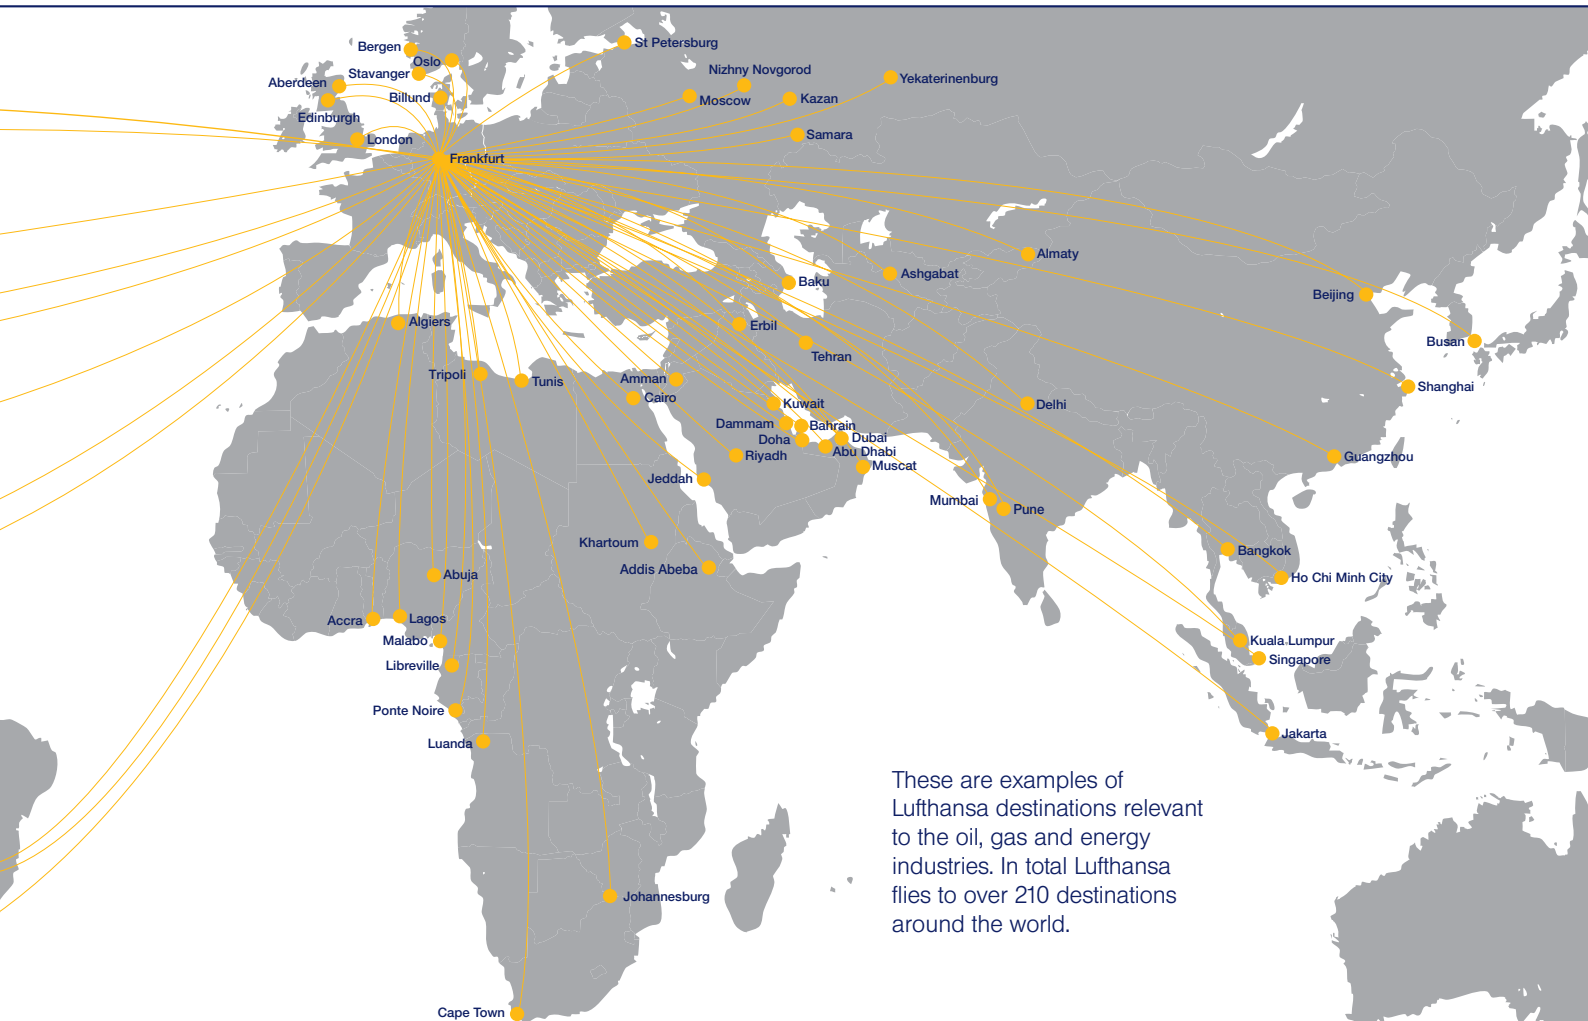 Bergen
Oslo
St Petersburg
Stavanger
Nizhny Novgorod
Yekaterinenburg
Aberdeen
Billund
Moscow
Kazan
Edinburgh
London
Samara
Frankfurt
Almaty
Ashgabat
Baku
Beijing
Algiers
Erbil
Busan
Tehran
Tripoli
Tunis
Amman
Shanghai
Cairo
Kuwait
Delhi
Dammam
Bahrain
Doha
Dubai
Abu Dhabi
Riyadh
Guangzhou
Muscat
Jeddah
Mumbai
Pune
Khartoum
Bangkok
Addis Abeba
Abuja
Ho Chi Minh City
Accra
Lagos
Malabo
Kuala Lumpur
Libreville
Singapore
Ponte Noire
Luanda
Jakarta
These are examples of
Lufthansa destinations relevant
to the oil, gas and energy
industries. In total Lufthansa
flies to over 210 destinations
around the world.
Johannesburg
Cape Town